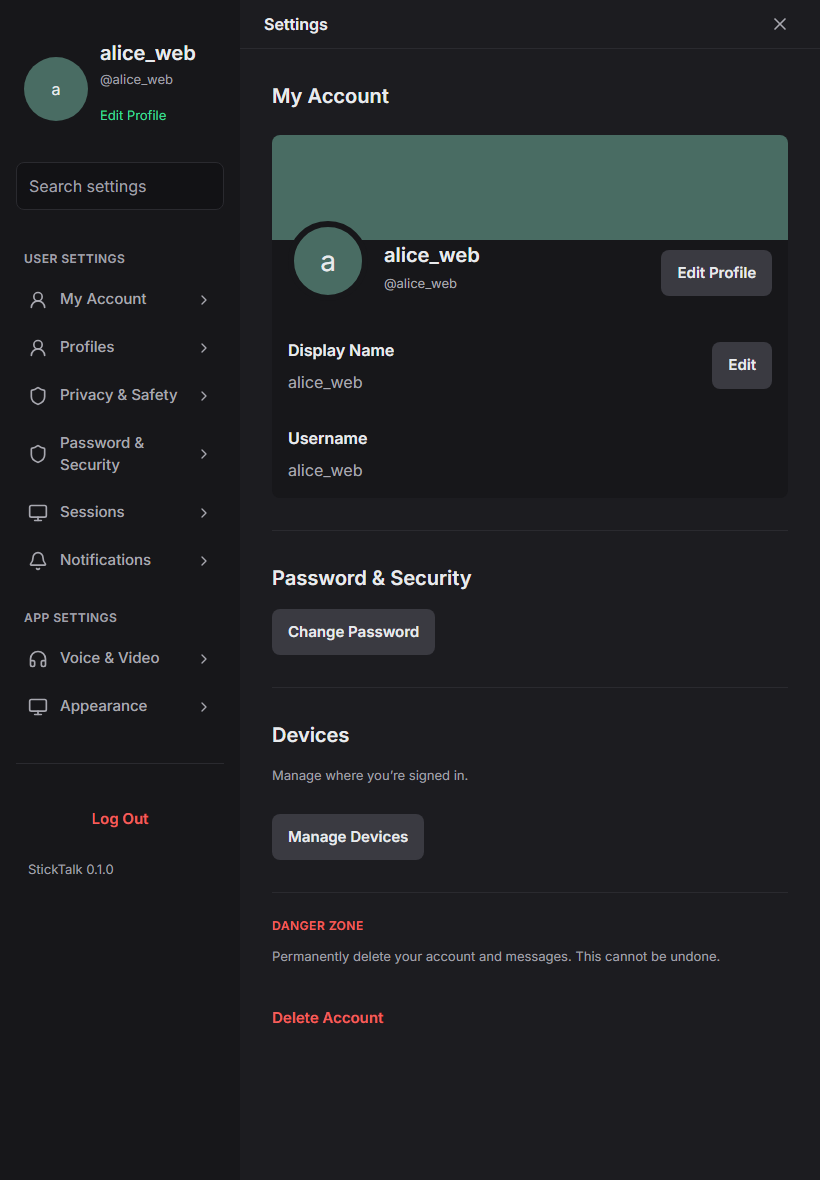 alice_web
@alice_web
Edit Profile
a
Search settings
USER SETTINGS
My Account
Profiles
Privacy & Safety
Password &
Security
Sessions
Notifications
APP SETTINGS
Voice & Video
Appearance
Log Out
StickTalk 0.1.0
Settings
My Account
a
alice_web
@alice_web
Edit Profile
Display Name
alice_web
Edit
Username
alice_web
Password & Security
Change Password
Devices
Manage where you’re signed in.
Manage Devices
DANGER ZONE
Permanently delete your account and messages. This cannot be undone.
Delete Account